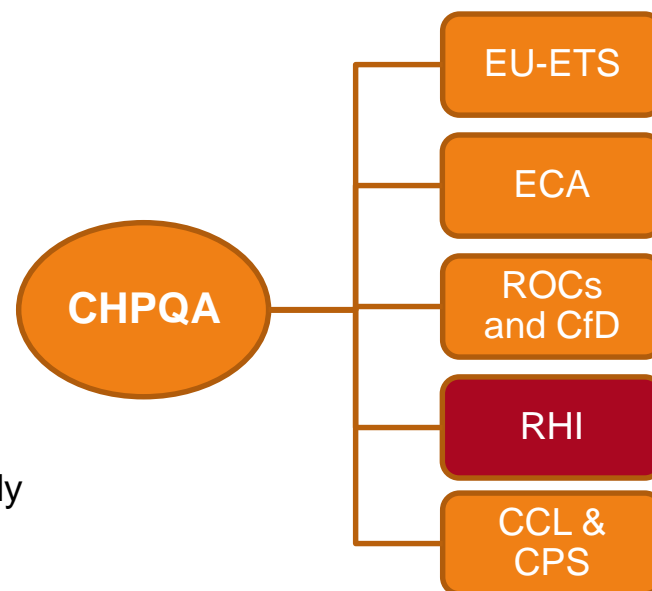 EU-ETS
ECA
CHPQA
ROCs
and CfD
RHI
CCL &
CPS